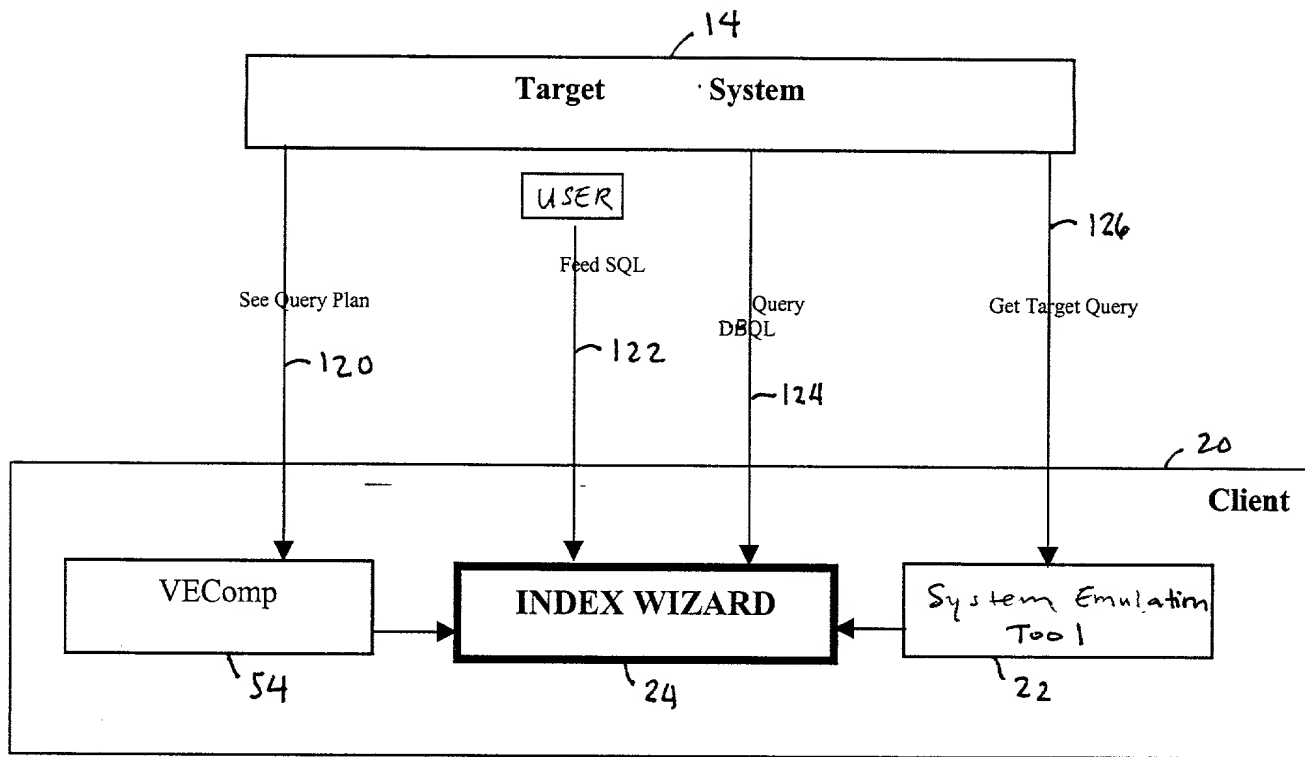 14
Target System
USER
126
Feed SQL
See Query Plan
Query
DBQL
Get Target Query
120
122
124
20
Client
VEComp
INDEX WIZARD
System Emulation
Tool
54
24
22